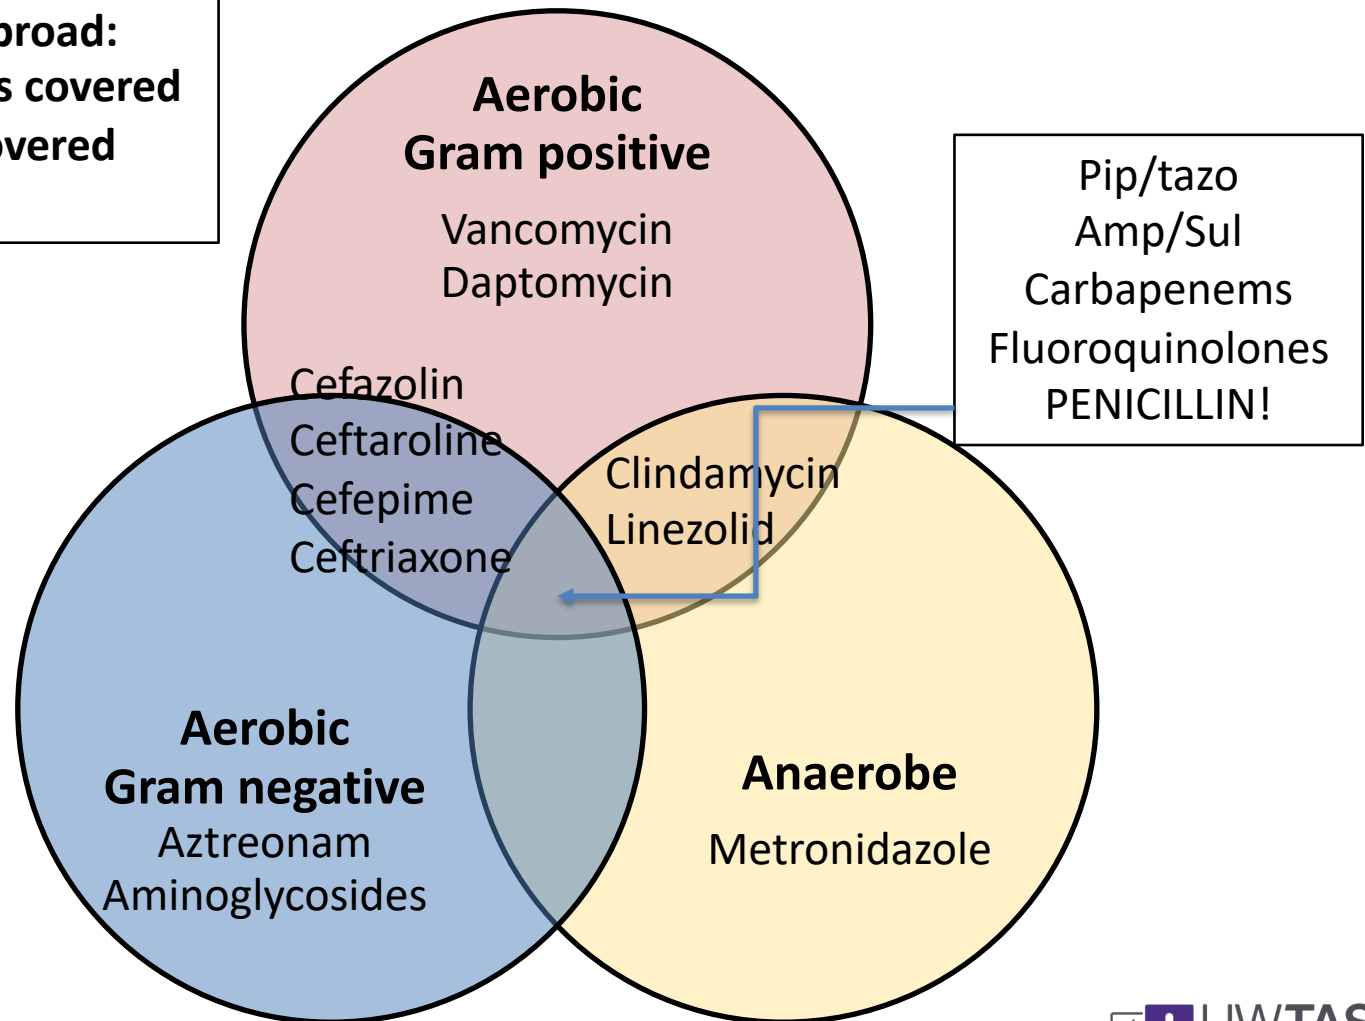 broad:
s covered
overed
Aerobic
Gram positive
Vancomycin
Daptomycin
Pip/tazo
Amp/Sul
Carbapenems
Fluoroquinolones
PENICILLIN!
Cefazolin
Ceftaroline
Cefepime
Ceftriaxone
Clindamycin
Linezolid
Aerobic
Gram negative
Aztreonam
Aminoglycosides
Anaerobe
Metronidazole
UWTAS